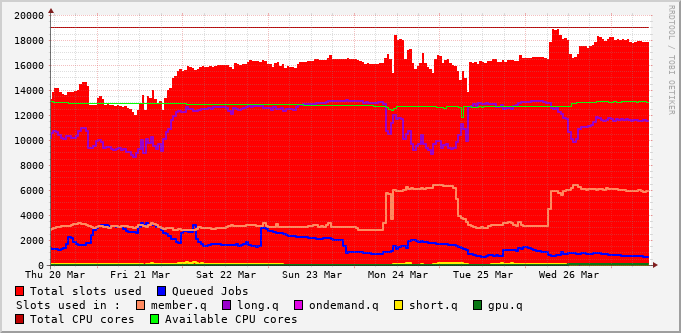 RRDTOOL / TOBI OETIKER
20000
18000
16000
14000
12000
10000
8000
6000
4000
2000
0
Thu 20 Mar Fri 21 Mar Sat 22 Mar Sun 23 Mar Mon 24 Mar Tue 25 Mar Wed 26 Mar
Total slots used Queued Jobs
Slots used in : member.q long.q ondemand.q short.q gpu.q
Total CPU cores Available CPU cores